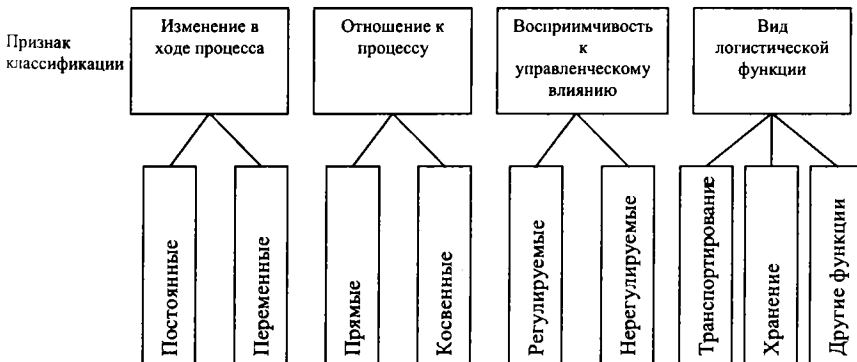 Признак
классификации
Изменение в
ходе процесса
Отношение к
процессу
Восприимчивость
к
управленческому
влиянию
Вид
логистической
функции
Постоянные
Переменные
Прямые
Косвенные
Регулируемые
Нерегулируемые
Транспортирование
Хранение
Другие функции